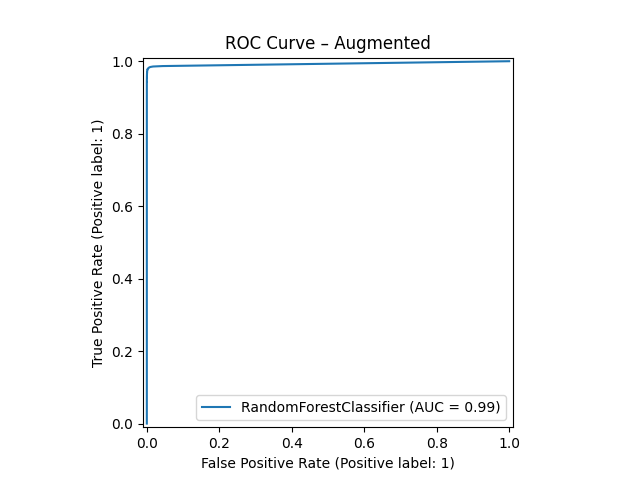 ROC Curve – Augmented
True Positive Rate (Positive label: 1)
1.0
0.8
0.6
0.4
0.2
0.0
RandomForestClassifier (AUC = 0.99)
0.0 0.2 0.4 0.6 0.8 1.0
False Positive Rate (Positive label: 1)